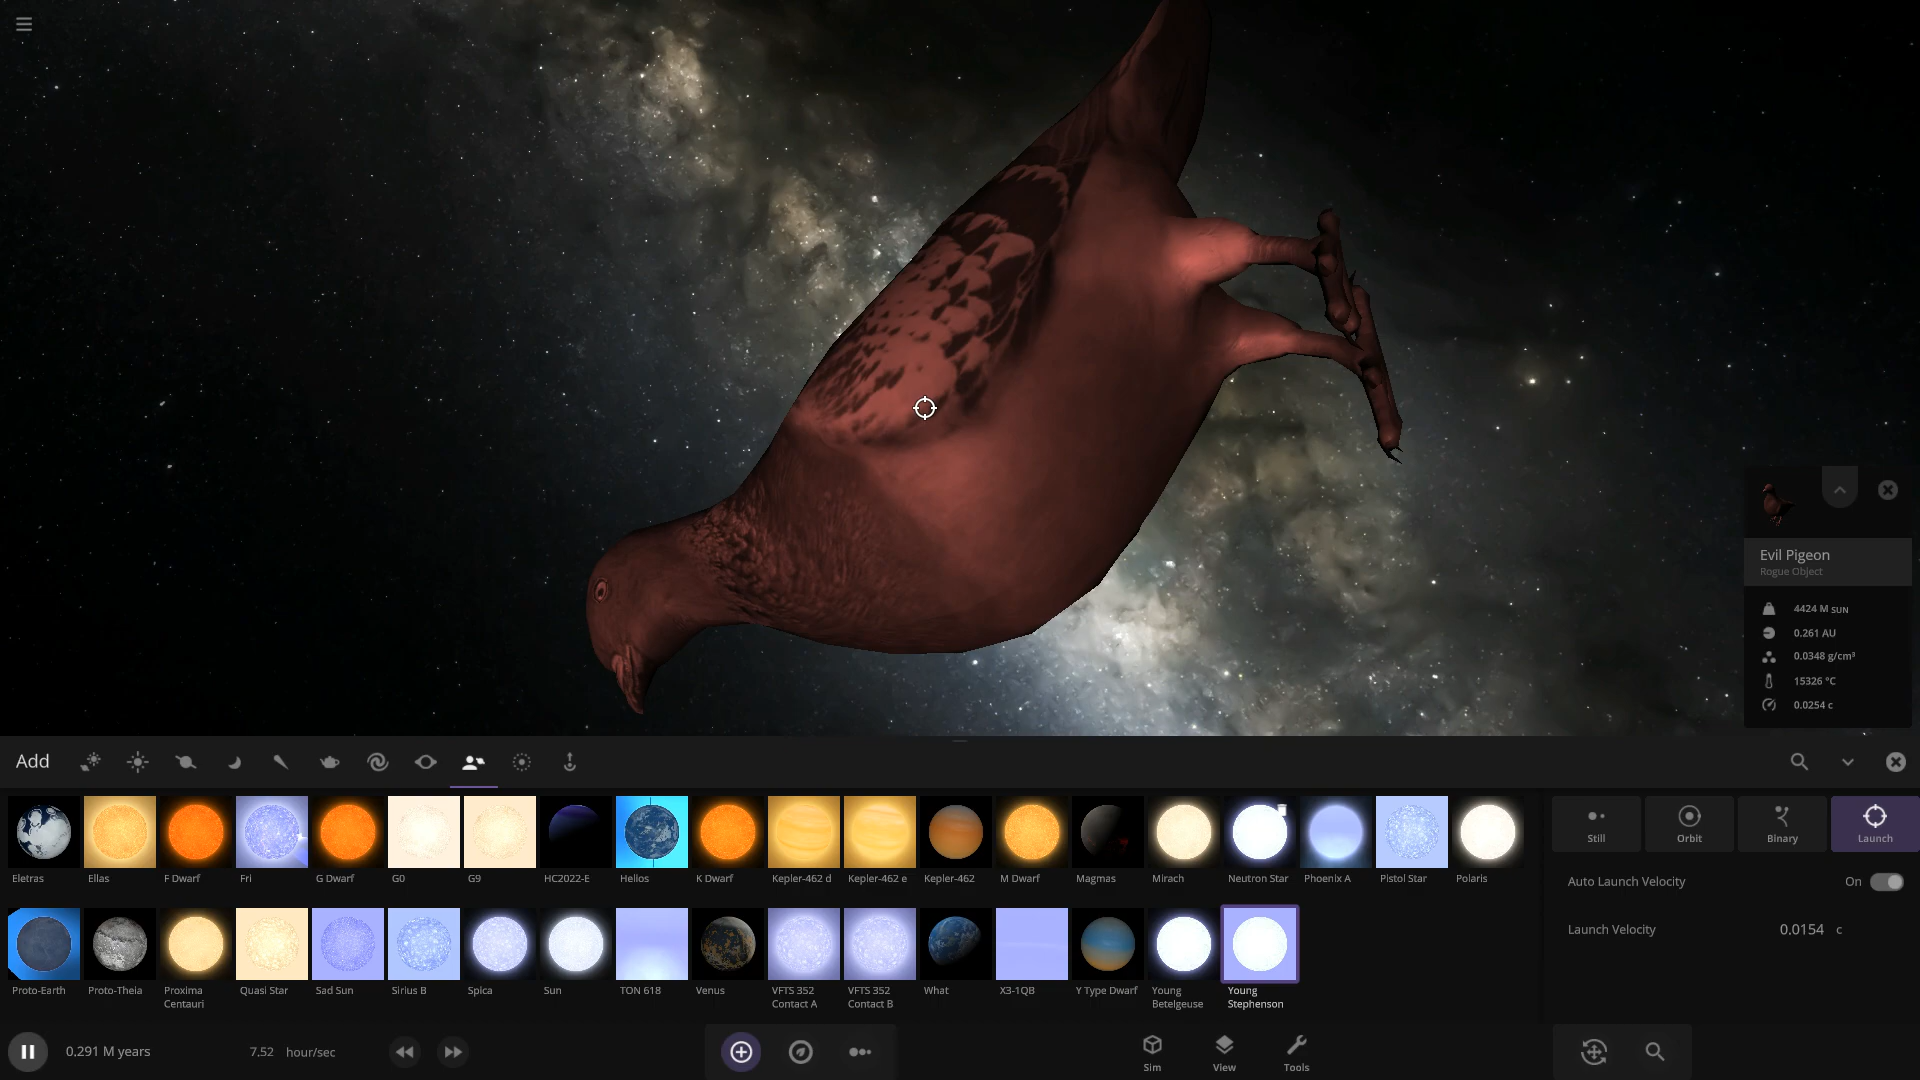 Evil Pigeon
Rogue Object
4424 M SUN
0.261 AU
0.0348 g/cm³
15326 °C
0.0254 c
Add
Eletras
Ellas
F Dwarf
Fri
G Dwarf
G0
G9
HC2022-E
Helios
K Dwarf
Kepler-462 d
Kepler-462 e
Kepler-462
M Dwarf
Magmas
Mirach
Neutron Star
Phoenix A
Pistol Star
Polaris
Proto-Earth
Proto-Theia
Proxima
Centauri
Quasi Star
Sad Sun
Sirius B
Spica
Sun
TON 618
Venus
VFTS 352
Contact A
VFTS 352
Contact B
What
X3-1QB
Y Type Dwarf
Young
Betelgeuse
Young
Stephenson
Still
Orbit
Binary
Launch
Auto Launch Velocity
On
Launch Velocity
0.0154 c
0.291 M years
7.52 hour/sec
Sim
View
Tools